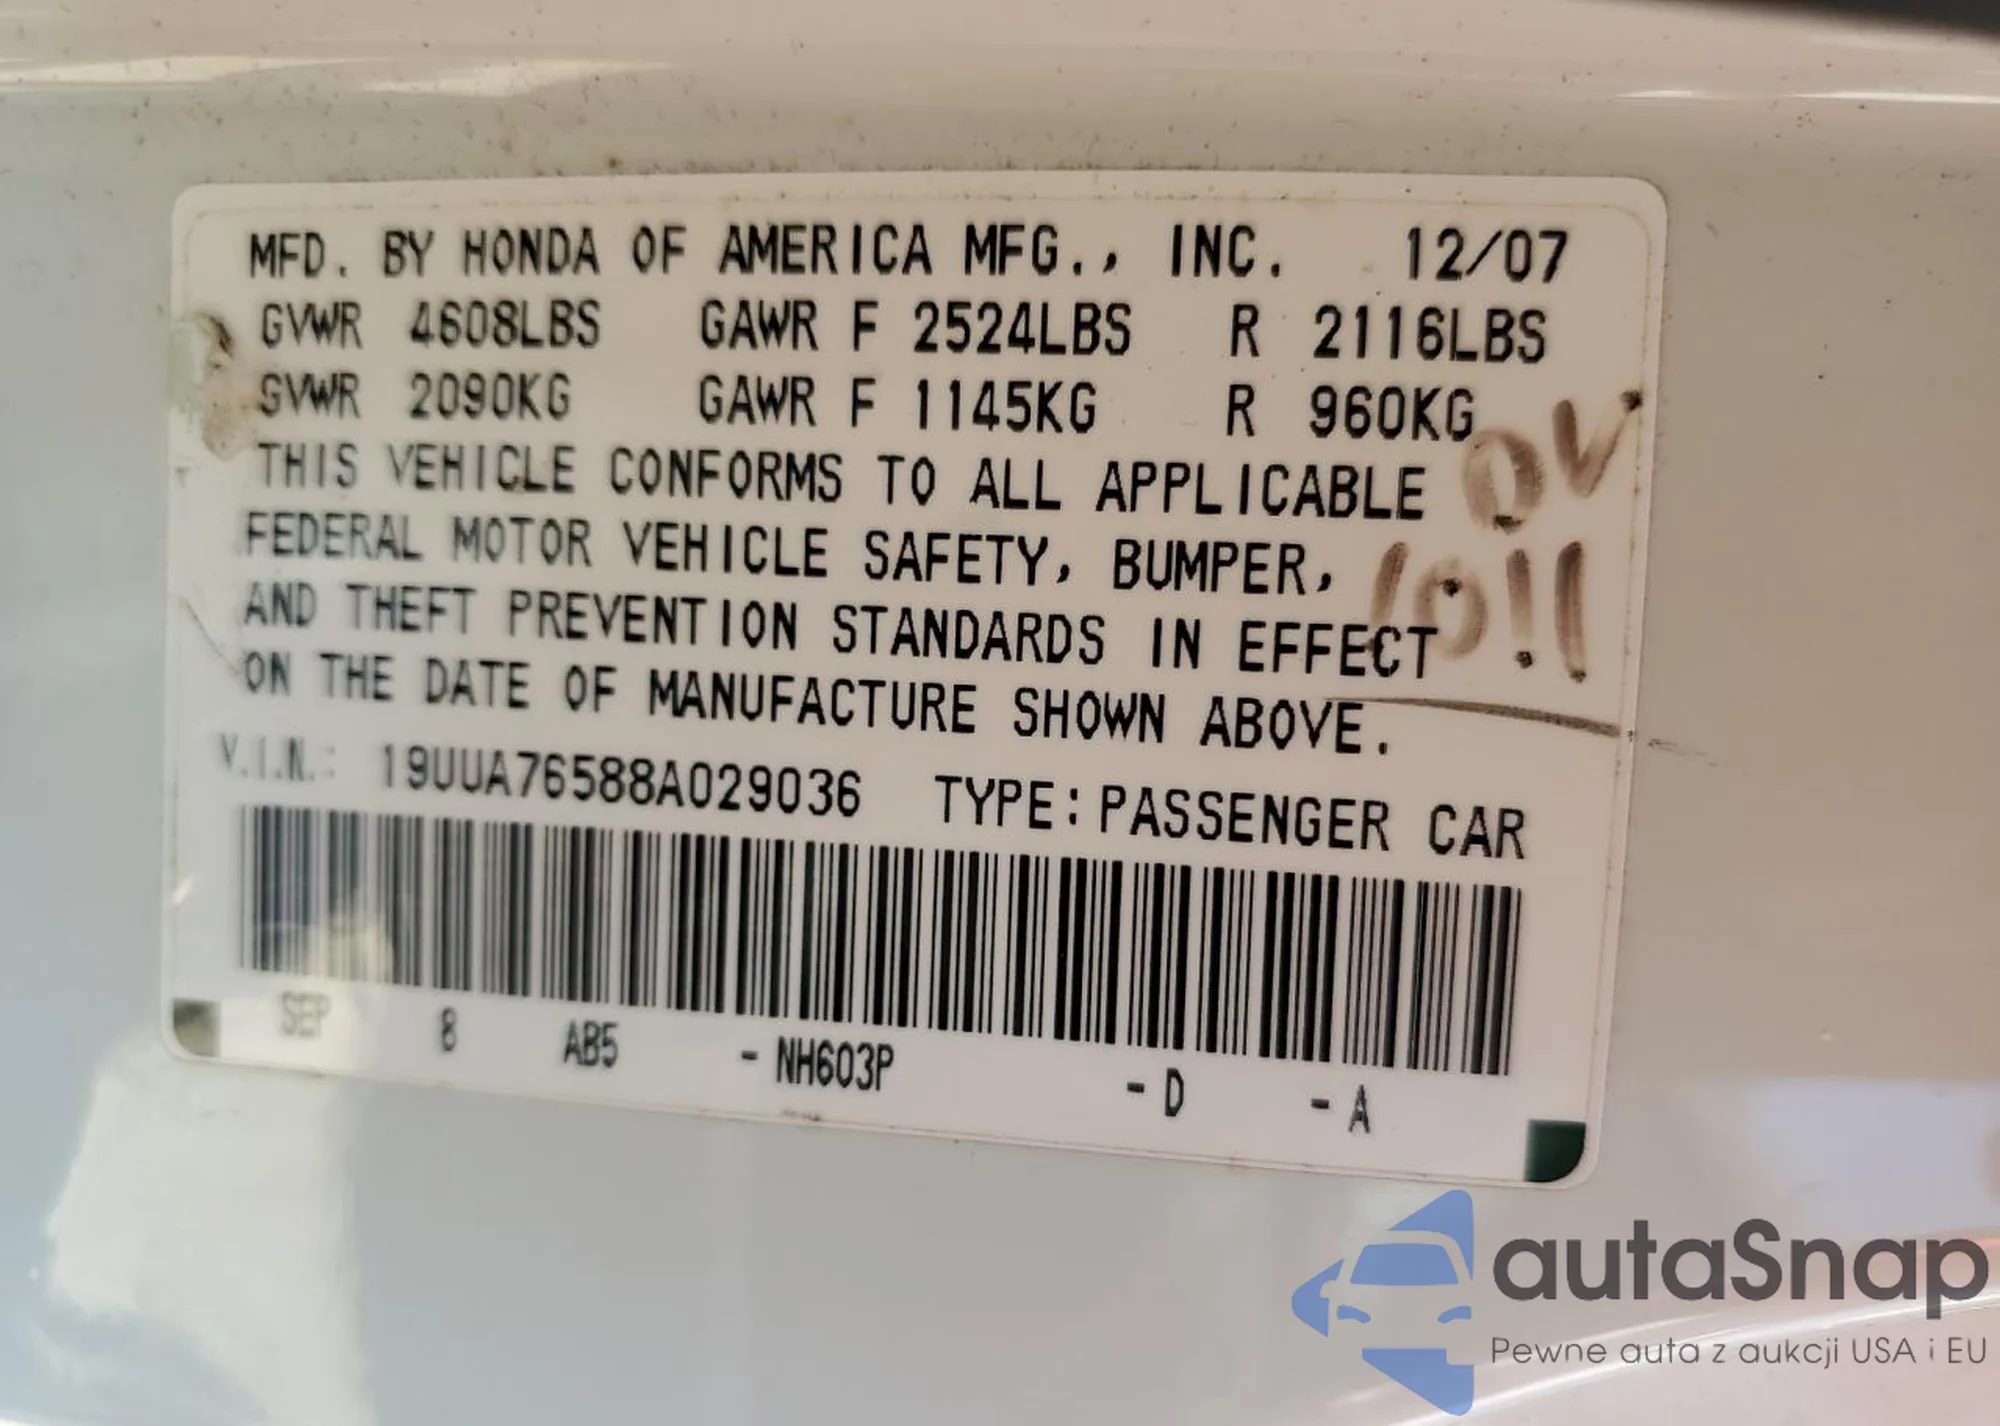 MFD. BY HONDA OF AMERICA MFG., INC. 12/07
GVWR 4608LBS GAWR F 2524LBS R 2116LBS
GVWR 2090KG GAWR F 1145KG R 960KG
THIS VEHICLE CONFORMS TO ALL APPLICABLE
FEDERAL MOTOR VEHICLE SAFETY, BUMPER,
AND THEFT PREVENTION STANDARDS IN EFFECT
ON THE DATE OF MANUFACTURE SHOWN ABOVE.
V.I.N.: 19UUA76588A029036 TYPE: PASSENGER CAR
SEP 8 AB5 - NH603P - D - A
autaSnap
Pewne auta z aukcji USA i EU